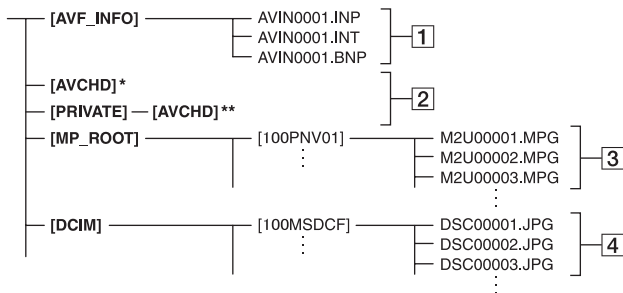 [AVF_INFO] AVIN0001.INP
AVIN0001.INT 1
AVIN0001.BNP
[AVCHD]*
2
[PRIVATE] [AVCHD]**
[MP_ROOT] [100PNV01] M2U00001.MPG
M2U00002.MPG 3
M2U00003.MPG
[DCIM] [100MSDCF] DSC00001.JPG
DSC00002.JPG 4
DSC00003.JPG